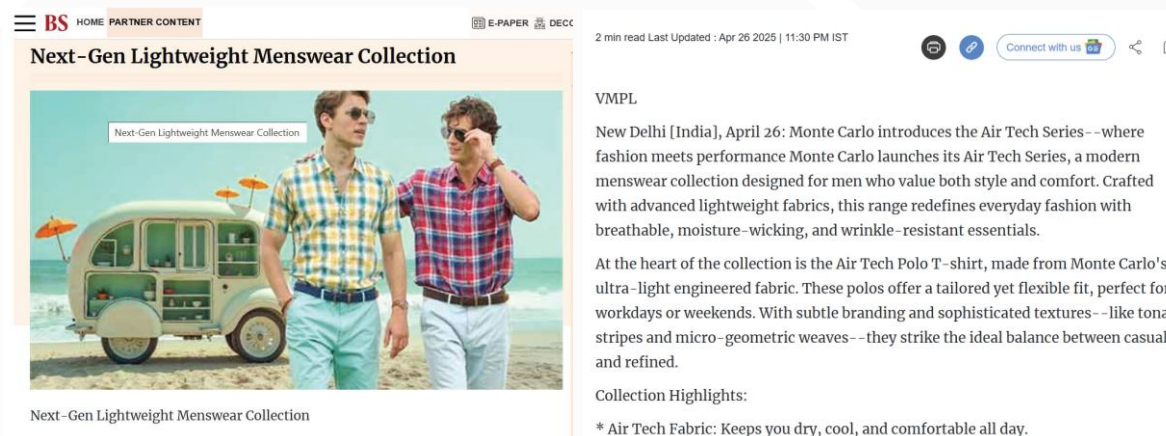 BS HOME PARTNER CONTENT
E-PAPER DECO
Next-Gen Lightweight Menswear Collection
Next-Gen Lightweight Menswear Collection
Next-Gen Lightweight Menswear Collection
2 min read Last Updated : Apr 26 2025 | 11:30 PM IST
Connect with us
VMPL
New Delhi [India], April 26: Monte Carlo introduces the Air Tech Series--where
fashion meets performance Monte Carlo launches its Air Tech Series, a modern
menswear collection designed for men who value both style and comfort. Crafted
with advanced lightweight fabrics, this range redefines everyday fashion with
breathable, moisture-wicking, and wrinkle-resistant essentials.
At the heart of the collection is the Air Tech Polo T-shirt, made from Monte Carlo's
ultra-light engineered fabric. These polos offer a tailored yet flexible fit, perfect for
workdays or weekends. With subtle branding and sophisticated textures--like tona
stripes and micro-geometric weaves--they strike the ideal balance between casual
and refined.
Collection Highlights:
* Air Tech Fabric: Keeps you dry, cool, and comfortable all day.